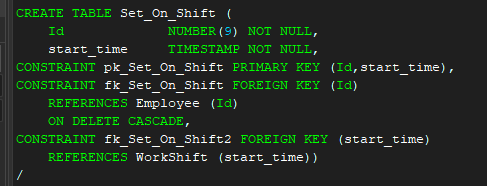 CREATE TABLE Set_On_Shift (
    Id             NUMBER(9) NOT NULL,
    start_time     TIMESTAMP NOT NULL,
CONSTRAINT pk_Set_On_Shift PRIMARY KEY (Id,start_time),
CONSTRAINT fk_Set_On_Shift FOREIGN KEY (Id)
    REFERENCES Employee (Id)
    ON DELETE CASCADE,
CONSTRAINT fk_Set_On_Shift2 FOREIGN KEY (start_time)
    REFERENCES WorkShift (start_time))
/